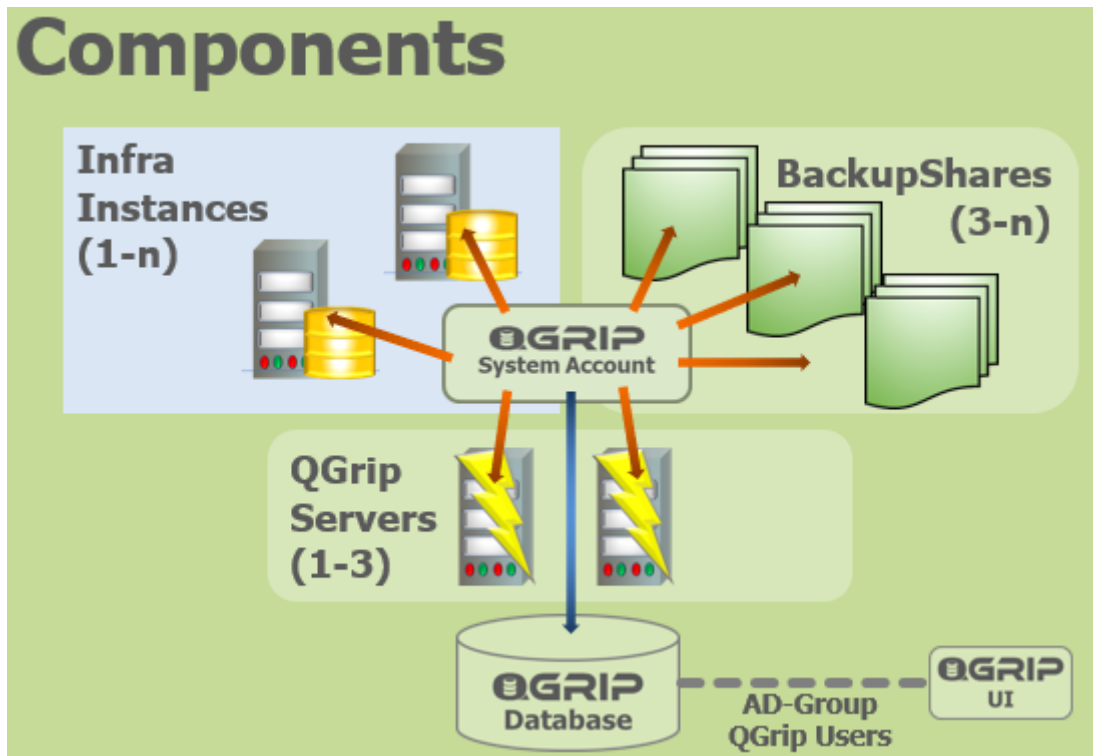 Components
Infra
Instances
(1-n)
BackupShares
(3-n)
QGRIP
System Account
QGrip
Servers
(1-3)
QGRIP
Database
AD-Group
QGrip Users
QGRIP
UI